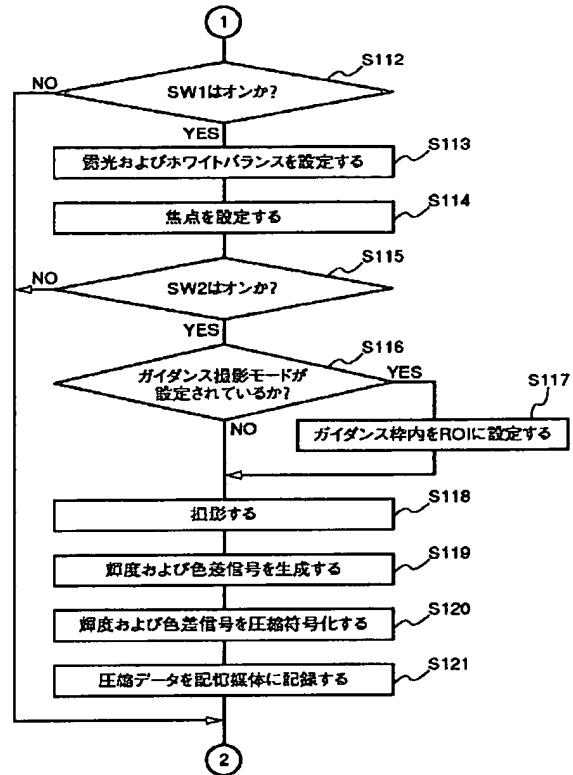 1
S112
NO
SW1はオンか?
YES
S113
露光およびホワイトバランスを設定する
S114
焦点を設定する
S115
NO
SW2はオンか?
YES
S116
ガイダンス撮影モードが
設定されているか?
YES
S117
NO
ガイダンス枠内をROIに設定する
S118
撮影する
S119
輝度および色差信号を生成する
S120
輝度および色差信号を圧縮符号化する
S121
圧縮データを記憶媒体に記録する
2